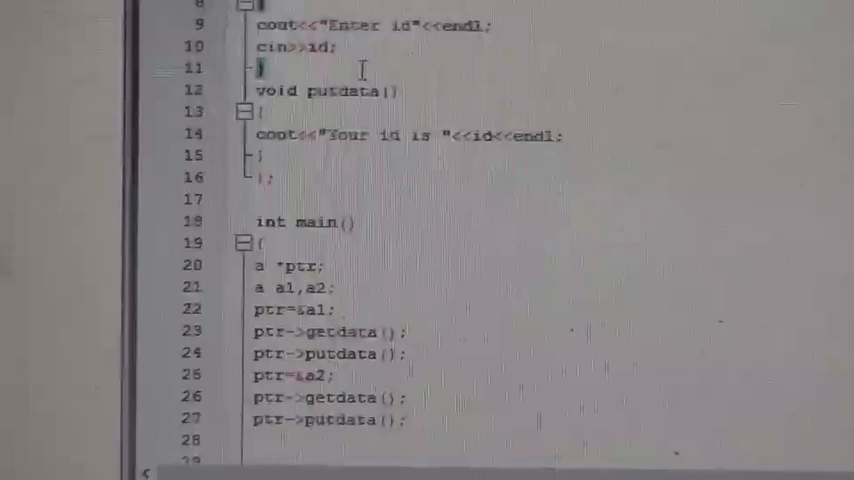 8 {
9 cout<<"Enter id"<<endl;
10 cin>>id;
11 }
12 void putdata()
13 {
14 cout<<"Your id is "<<id<<endl;
15 }
16 };
17
18 int main()
19 {
20 a *ptr;
21 a a1,a2;
22 ptr=&a1;
23 ptr->getdata();
24 ptr->putdata();
25 ptr=&a2;
26 ptr->getdata();
27 ptr->putdata();
28
29